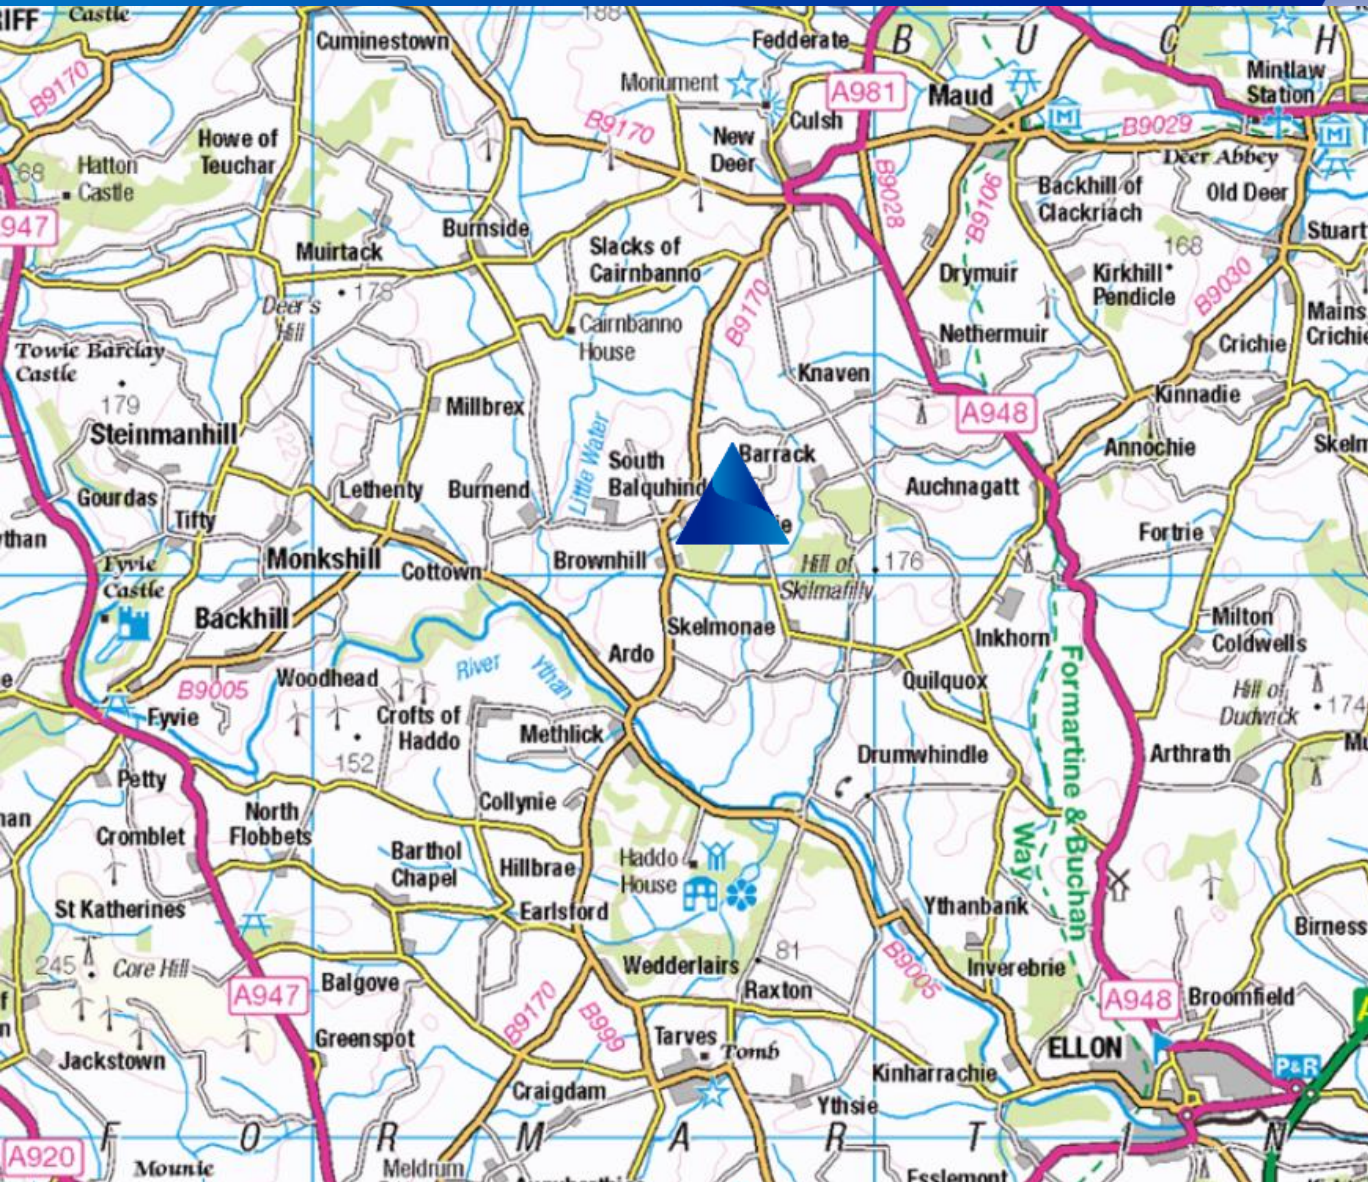 Castle
188
B
U
C
H
Cuminestown
Fedderate
Monument
A981
Maud
Mintlaw
Station
B9170
B9170
Culsh
B9029
Howe of
Teuchar
New
Deer
Deer Abbey
Hatton
Castle
B9028
B9106
Backhill of
Clackriach
Old Deer
Burnside
Muirtack
Slacks of
Cairnbanno
168
Drymuir
Kirkhill
Pendicle
B9030
178
Deer's
Hill
B9170
Cairnbanno
House
Nethermuir
Mains
Crichie
Towie Barclay
Castle
Knaven
Kinnadie
179
Millbrex
A948
Steinmanhill
122
Little Water
South
Barrack
Annochie
Gourdas
Lethenty
Burnend
Auchnagatt
Tifty
Fortrie
Fyvie
Castle
Monkshill
Cottown
Brownhill
Hill of
Skilmafilly
176
Backhill
Skelmonae
Inkhorn
Milton
Coldwells
Woodhead
River
Ythan
Ardo
Formartine & Buchan
Way
B9005
Quilquox
Hill of
Dudwick
174
Fyvie
Crofts of
Haddo
Methlick
152
Drumwhindle
Arthrath
Petty
Collynie
North
Flobbets
Cromblet
Barthol
Chapel
Hillbrae
Haddo
House
St Katherines
Earlsford
Ythanbank
Birness
245
Core Hill
Wedderlairs
81
B9005
Inverebrie
A947
Balgove
B9170
B999
Raxton
A948
Broomfield
Greenspot
Tarves
Tomb
ELLON
P&R
Jackstown
Craigdam
Kinharrachie
Ythsie
F
O
R
M
A
R
T
I
N
A920
Mounie
Meldrum
Esslemont